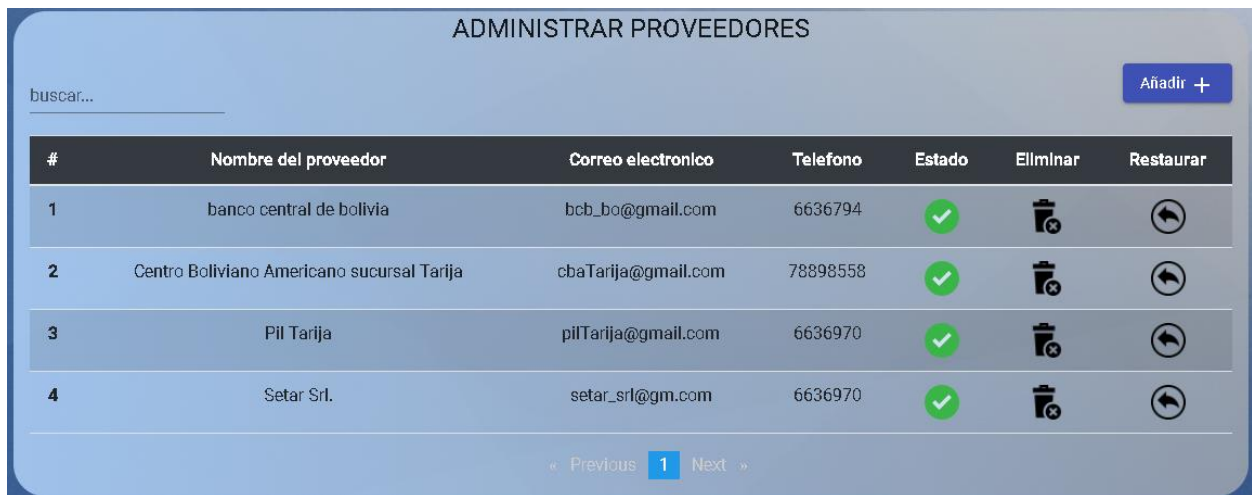 ADMINISTRAR PROVEEDORES
buscar...
Añadir +
# Nombre del proveedor Correo electronico Telefono Estado Eliminar Restaurar
1 banco central de bolivia bcb_bo@gmail.com 6636794
2 Centro Boliviano Americano sucursal Tarija cbaTarija@gmail.com 78898558
3 Pil Tarija pilTarija@gmail.com 6636970
4 Setar Srl. setar_srl@gm.com 6636970
« Previous 1 Next »